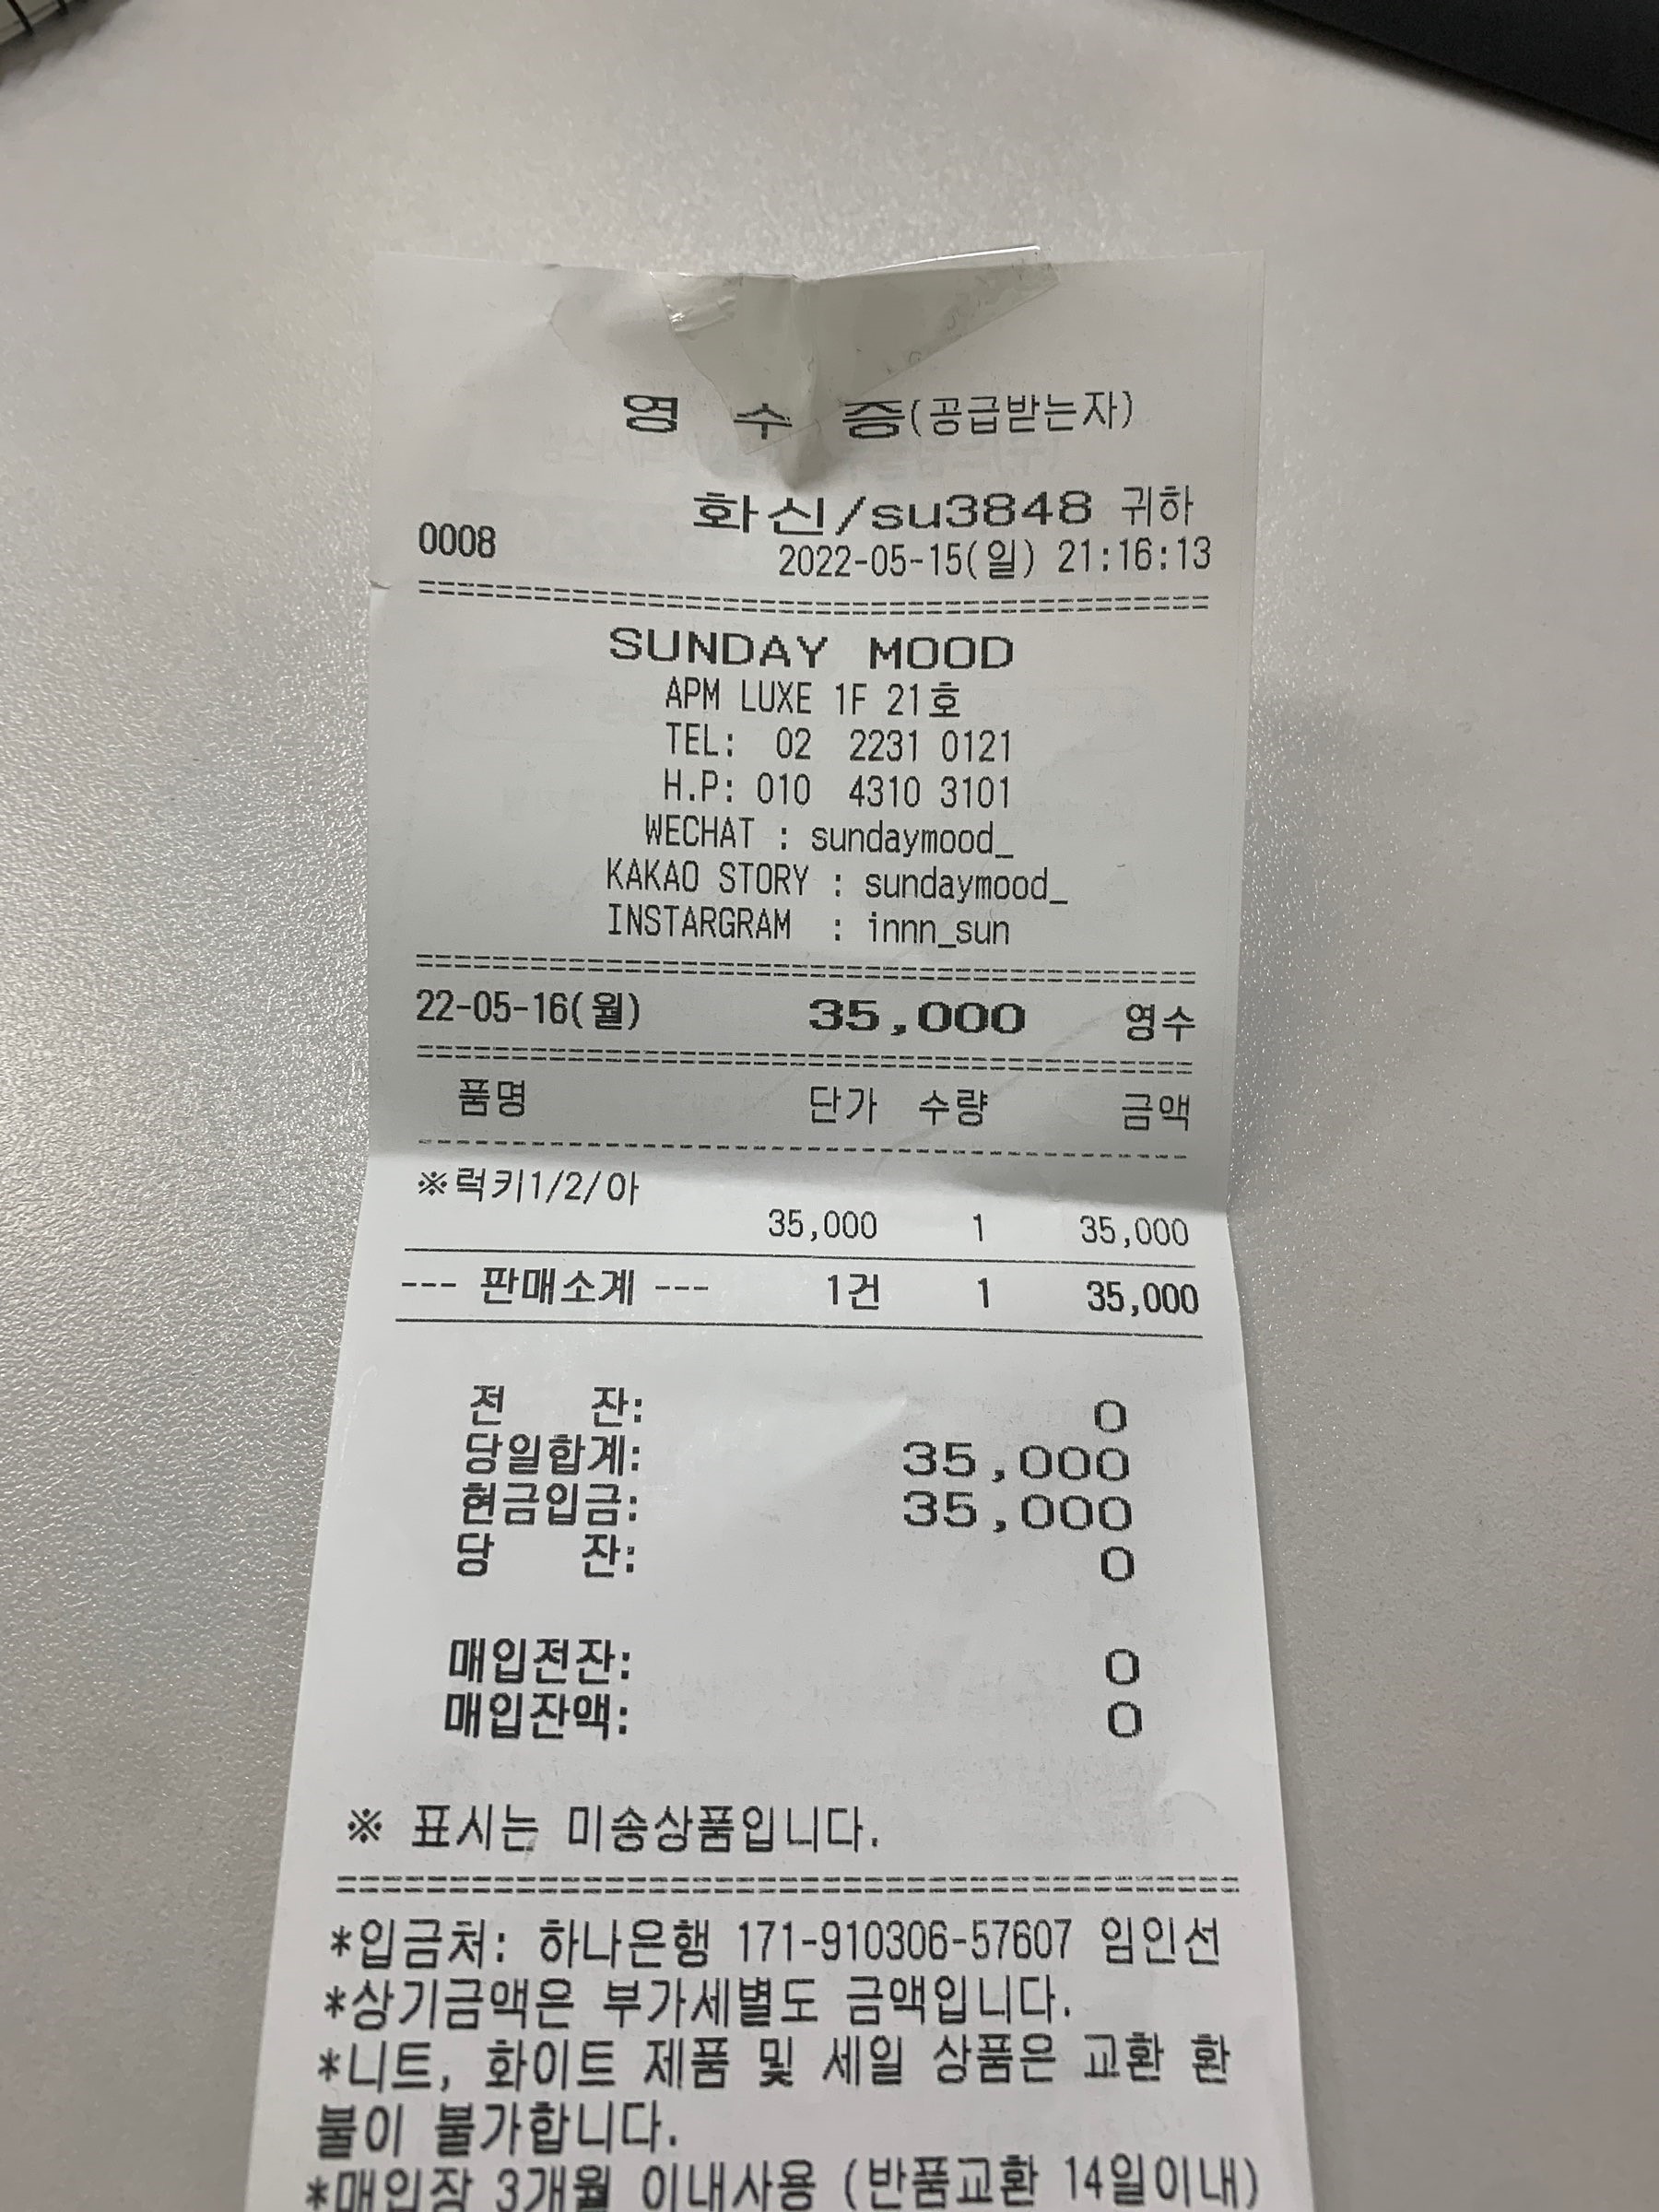 영 수 증(공급받는자)
화신/su3848 귀하
0008 2022-05-15(일) 21:16:13
=========================================
SUNDAY MOOD
APM LUXE 1F 21호
TEL: 02 2231 0121
H.P: 010 4310 3101
WECHAT : sundaymood_
KAKAO STORY : sundaymood_
INSTARGRAM : innn_sun
=========================================
22-05-16(월) 35,000 영수
=========================================
품명 단가 수량 금액
-----------------------------------------
※럭키1/2/아
35,000 1 35,000
--- 판매소계 --- 1건 1 35,000
전 잔: 0
당일합계: 35,000
현금입금: 35,000
당 잔: 0
매입전잔: 0
매입잔액: 0
※ 표시는 미송상품입니다.
=========================================
*입금처: 하나은행 171-910306-57607 임인선
*상기금액은 부가세별도 금액입니다.
*니트, 화이트 제품 및 세일 상품은 교환 환
불이 불가합니다.
*매입장 3개월 이내사용 (반품교환 14일이내)